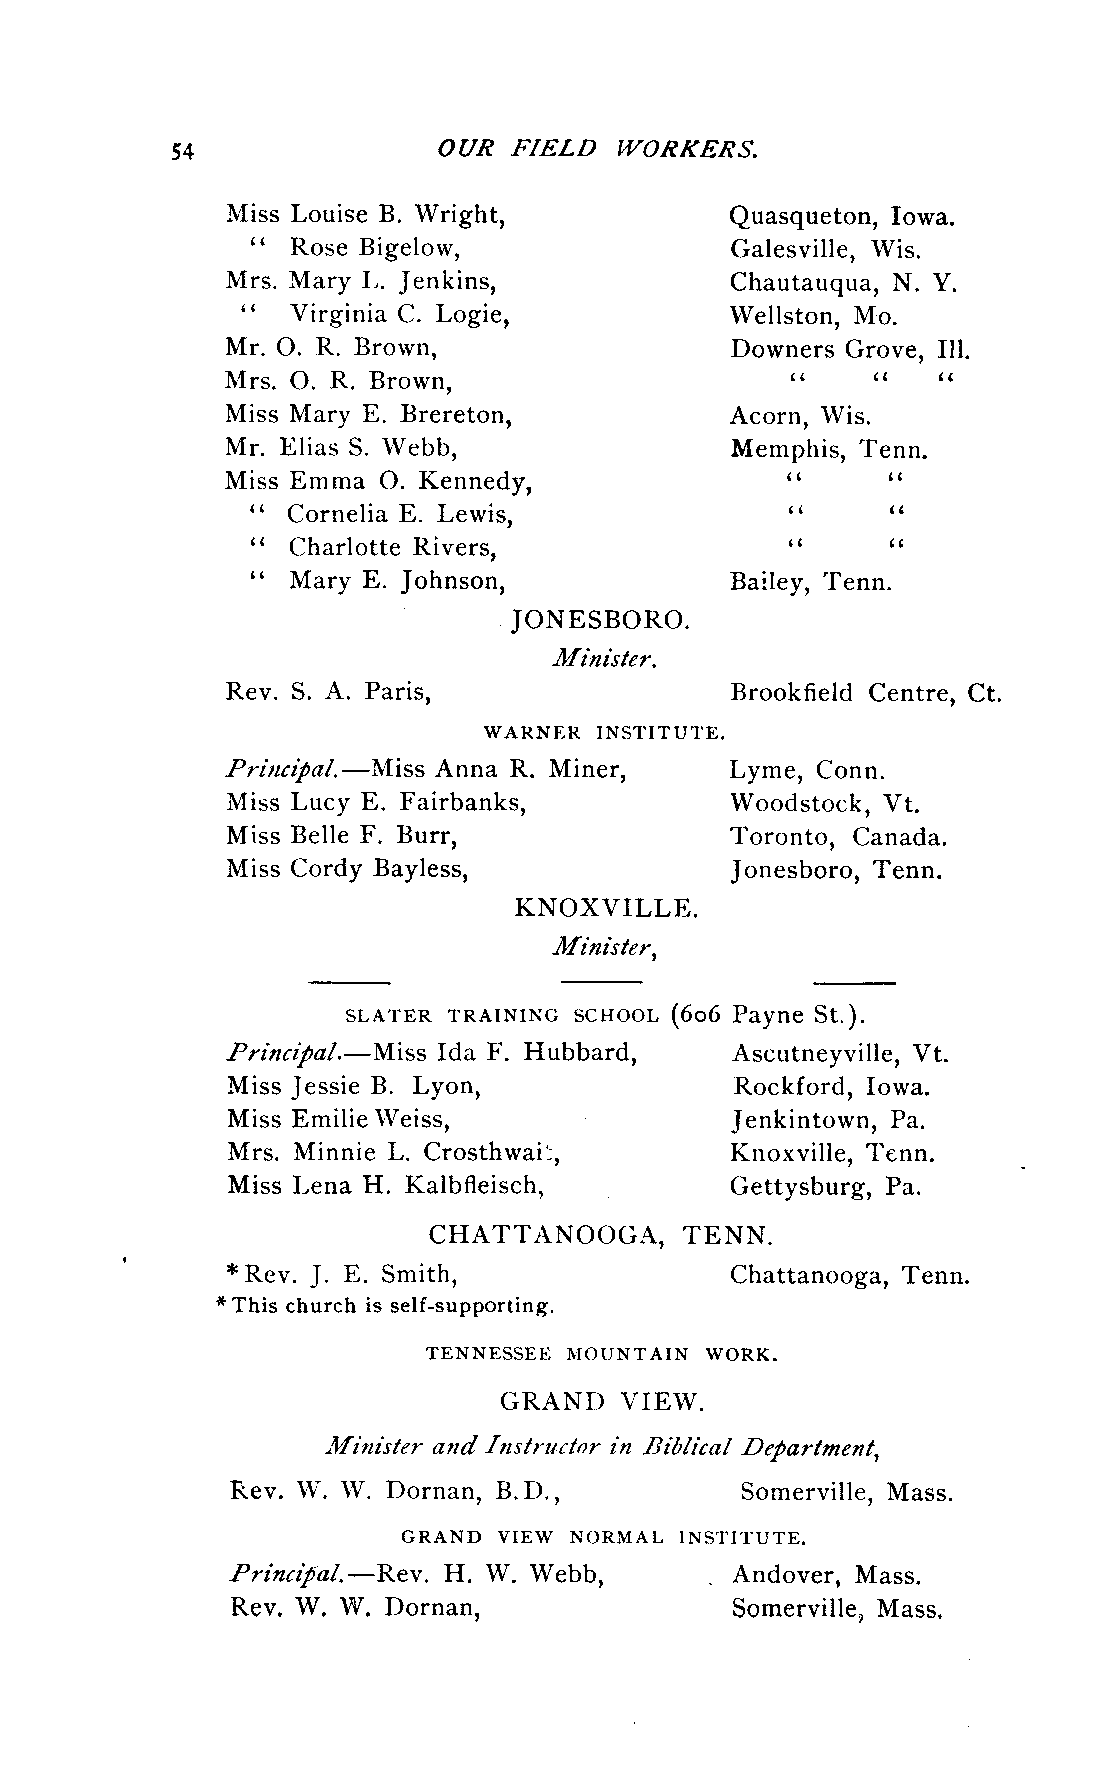 54 OUR FIELD WORKERS.
Miss Louise B. Wright, Quasqueton, Iowa.
“ Rose Bigelow, Galesville, Wis.
Mrs. Mary L. Jenkins, Chautauqua, N. Y.
“ Virginia C. Logie, Wellston, Mo.
Mr. O. R. Brown, Downers Grove, Ill.
Mrs. O. R. Brown, “ “ “
Miss Mary E. Brereton, Acorn, Wis.
Mr. Elias S. Webb, Memphis, Tenn.
Miss Emma O. Kennedy, “ “
“ Cornelia E. Lewis, “ “
“ Charlotte Rivers, “ “
“ Mary E. Johnson, Bailey, Tenn.
JONESBORO.
Minister.
Rev. S. A. Paris, Brookfield Centre, Ct.
WARNER INSTITUTE.
Principal.—Miss Anna R. Miner, Lyme, Conn.
Miss Lucy E. Fairbanks, Woodstock, Vt.
Miss Belle F. Burr, Toronto, Canada.
Miss Cordy Bayless, Jonesboro, Tenn.
KNOXVILLE.
Minister,
SLATER TRAINING SCHOOL (606 Payne St.).
Principal.—Miss Ida F. Hubbard, Ascutneyville, Vt.
Miss Jessie B. Lyon, Rockford, Iowa.
Miss Emilie Weiss, Jenkintown, Pa.
Mrs. Minnie L. Crosthwait, Knoxville, Tenn.
Miss Lena H. Kalbfleisch, Gettysburg, Pa.
CHATTANOOGA, TENN.
*Rev. J. E. Smith, Chattanooga, Tenn.
*This church is self-supporting.
TENNESSEE MOUNTAIN WORK.
GRAND VIEW.
Minister and Instructor in Biblical Department,
Rev. W. W. Dornan, B.D., Somerville, Mass.
GRAND VIEW NORMAL INSTITUTE.
Principal.—Rev. H. W. Webb, Andover, Mass.
Rev. W. W. Dornan, Somerville, Mass.